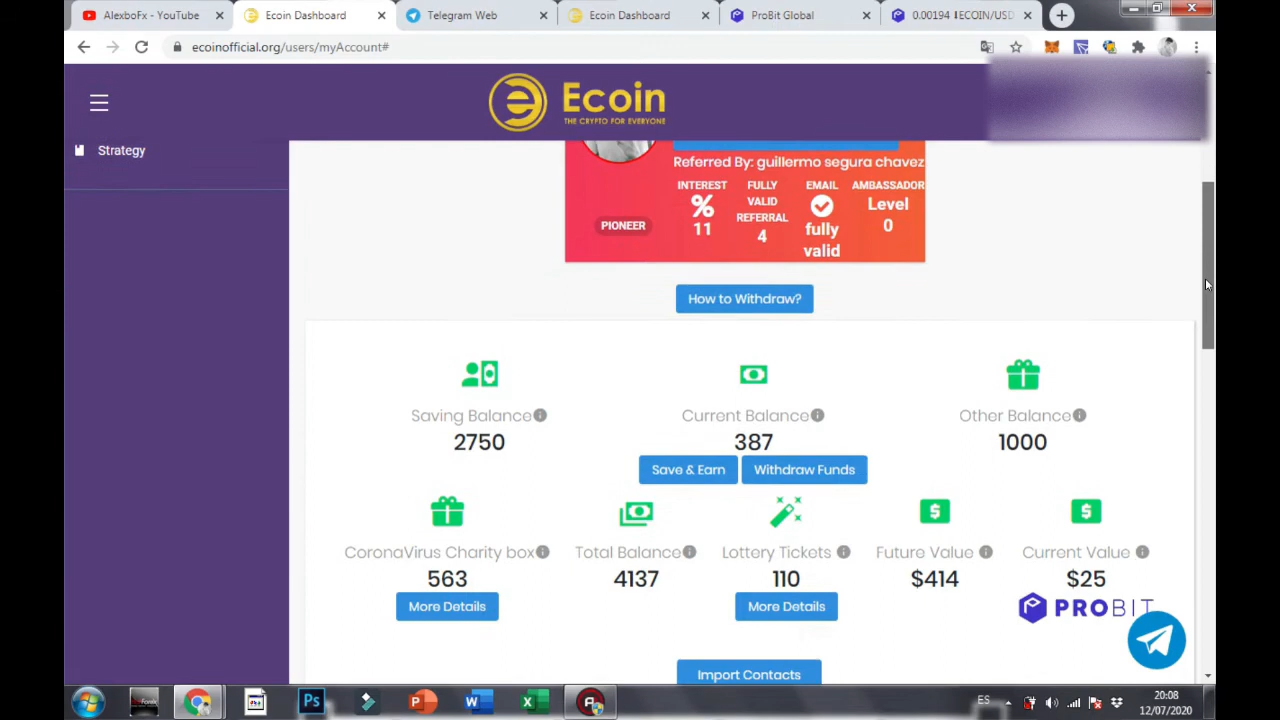 AlexboFx - YouTube
Ecoin Dashboard
Telegram Web
Ecoin Dashboard
ProBit Global
0.00194 ECOIN/USD
ecoinofficial.org/users/myAccount#
Ecoin
THE CRYPTO FOR EVERYONE
Strategy
Referred By: guillermo segura chavez
INTEREST
% 11
FULLY VALID REFERRAL
4
EMAIL
fully valid
AMBASSADOR
Level 0
PIONEER
How to Withdraw?
Saving Balance
2750
Current Balance
387
Other Balance
1000
Save & Earn
Withdraw Funds
CoronaVirus Charity box
563
More Details
Total Balance
4137
Lottery Tickets
110
More Details
Future Value
$414
Current Value
$25
PROBIT
Import Contacts
ES
20:08
12/07/2020